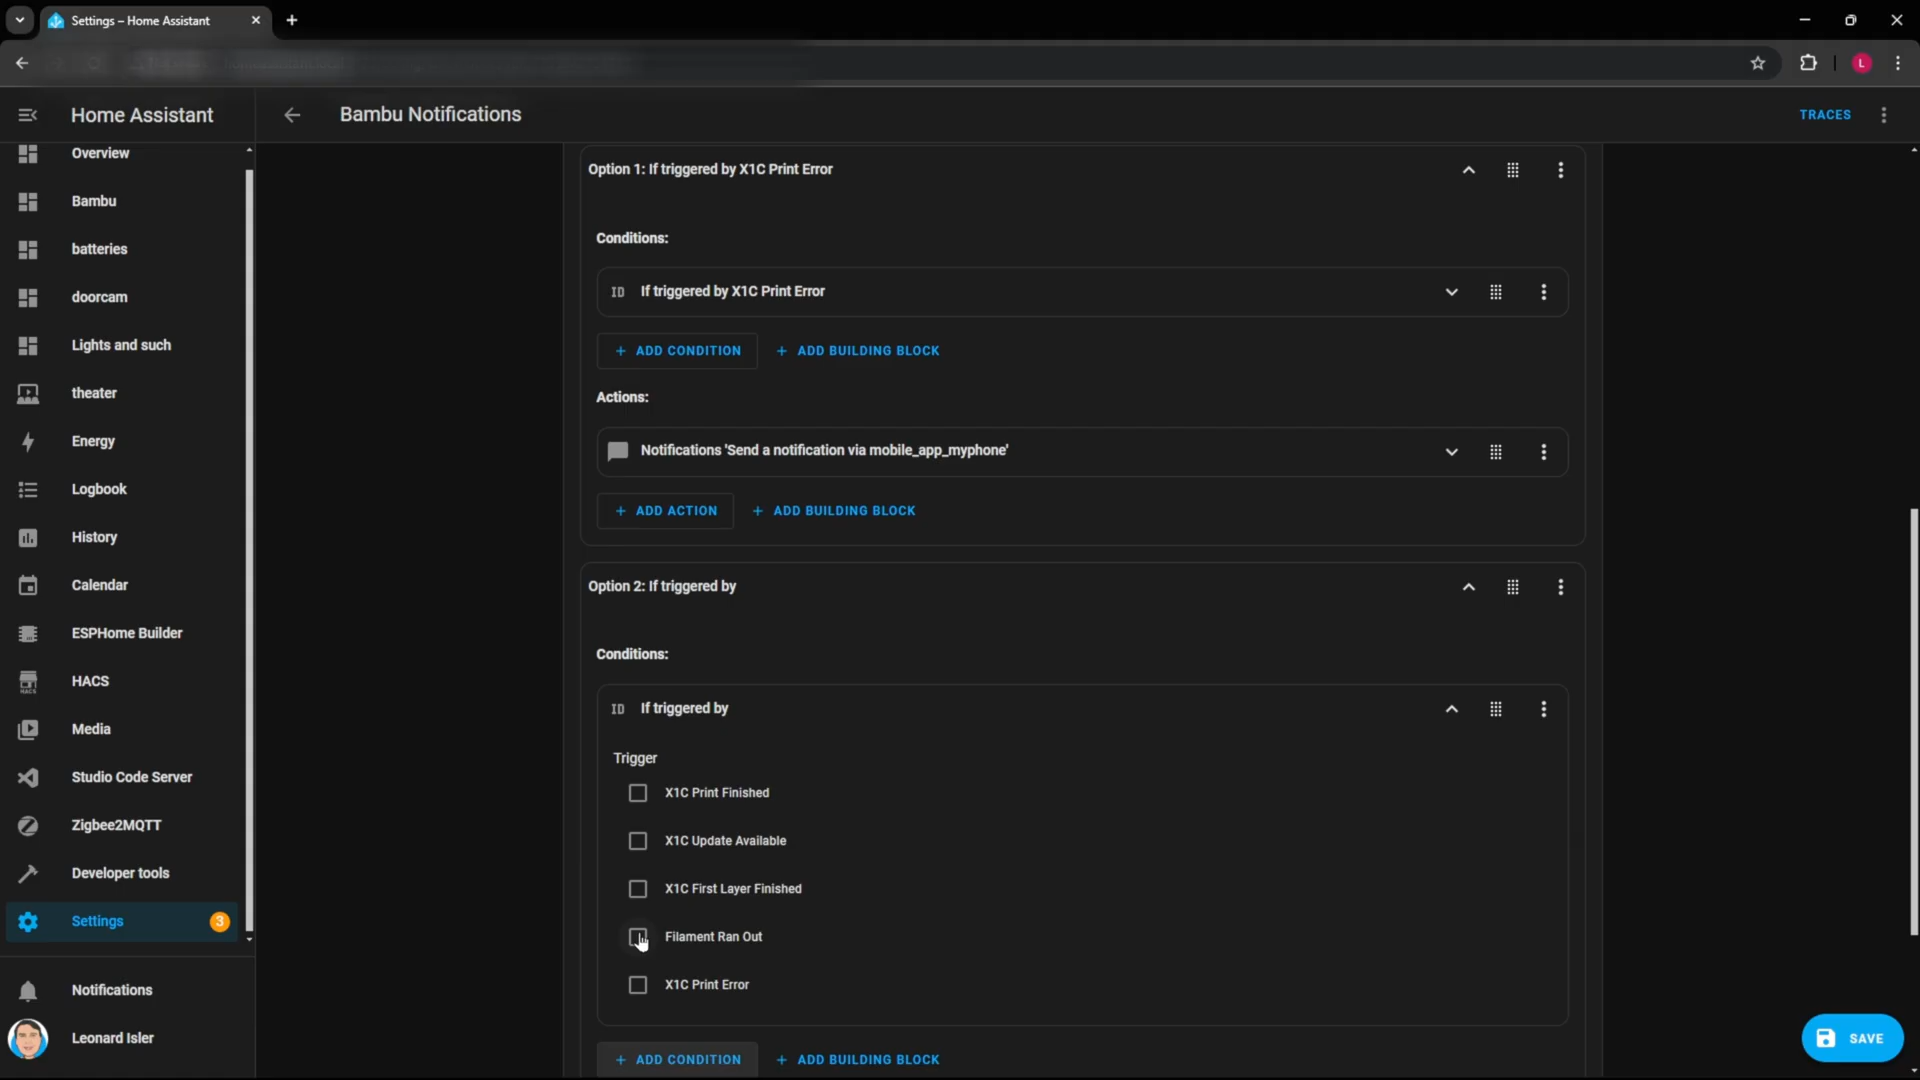 Settings – Home Assistant
L
Home Assistant
Bambu Notifications
TRACES
Overview
Bambu
batteries
doorcam
Lights and such
theater
Energy
Logbook
History
Calendar
ESPHome Builder
HACS
HACS
Media
Studio Code Server
Zigbee2MQTT
Developer tools
Settings
3
Notifications
Leonard Isler
Option 1: If triggered by X1C Print Error
Conditions:
ID If triggered by X1C Print Error
+ ADD CONDITION + ADD BUILDING BLOCK
Actions:
Notifications 'Send a notification via mobile_app_myphone'
+ ADD ACTION + ADD BUILDING BLOCK
Option 2: If triggered by
Conditions:
ID If triggered by
Trigger
X1C Print Finished
X1C Update Available
X1C First Layer Finished
Filament Ran Out
X1C Print Error
+ ADD CONDITION + ADD BUILDING BLOCK
SAVE